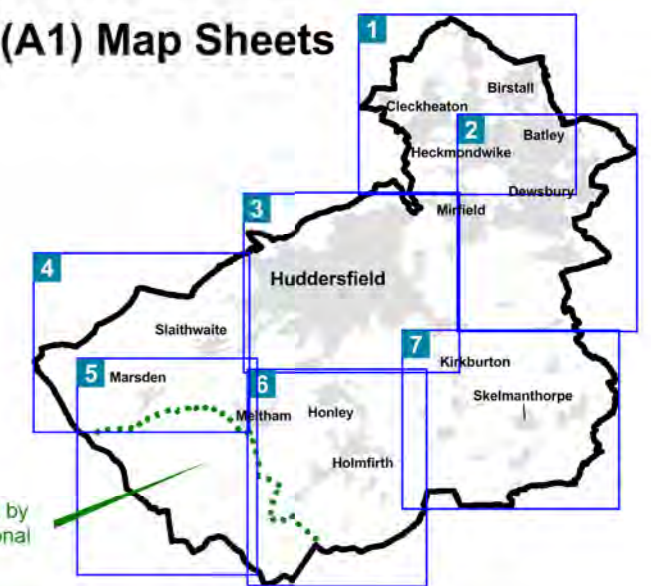 (A1) Map Sheets
1
Birstall
Cleckheaton
2
Batley
Heckmondwike
Dewsbury
3
Mirfield
4
Huddersfield
Slaithwaite
7
Kirkburton
5
Marsden
6
Skelmanthorpe
Meltham
Honley
Holmfirth
by
onal